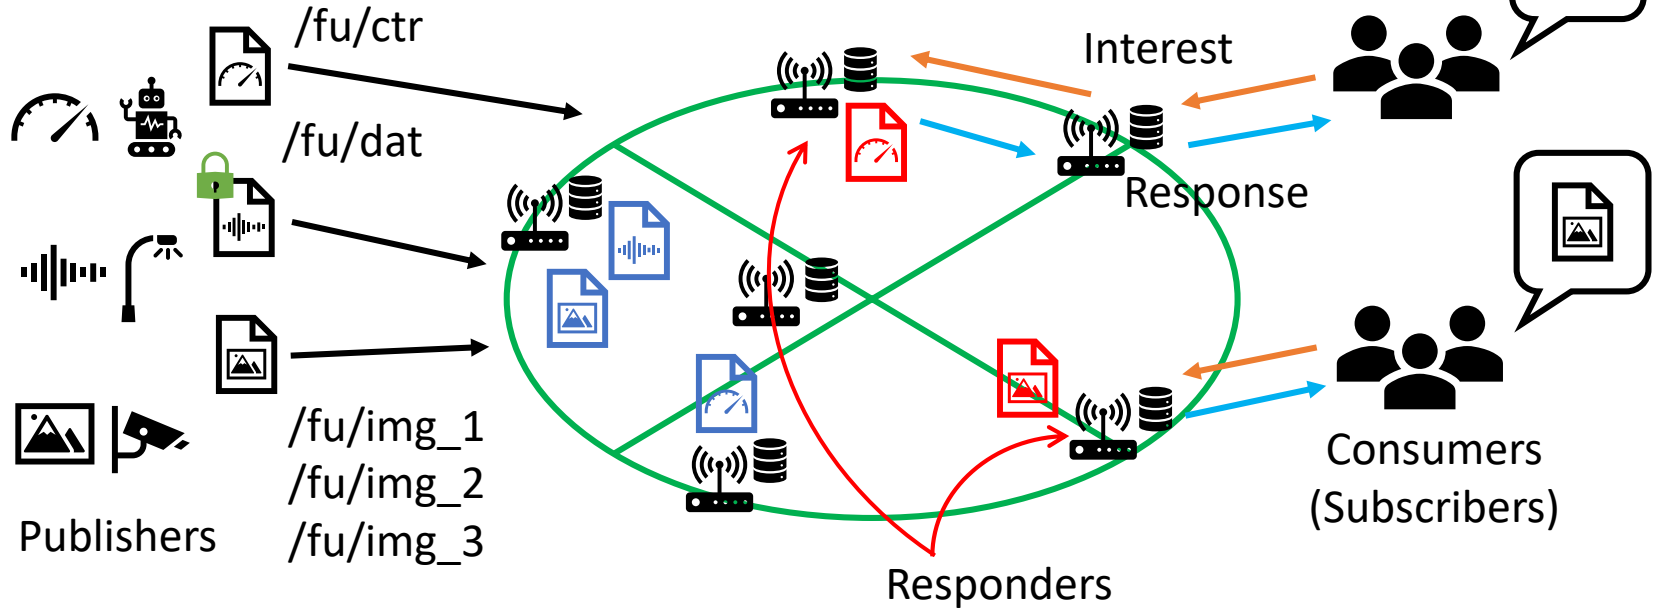 /fu/ctr
Interest
/fu/dat
Response
/fu/img_1
/fu/img_2
/fu/img_3
Publishers
Consumers
(Subscribers)
Responders